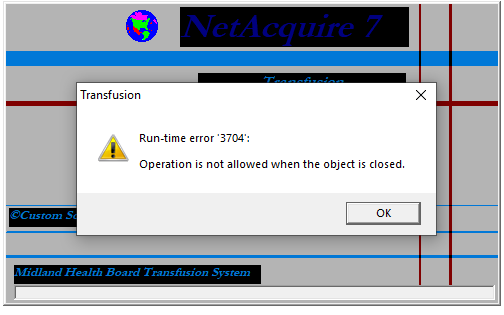 NetAcquire 7
Transfusion
Transfusion
Run-time error '3704':
Operation is not allowed when the object is closed.
OK
©Custom So
Midland Health Board Transfusion System